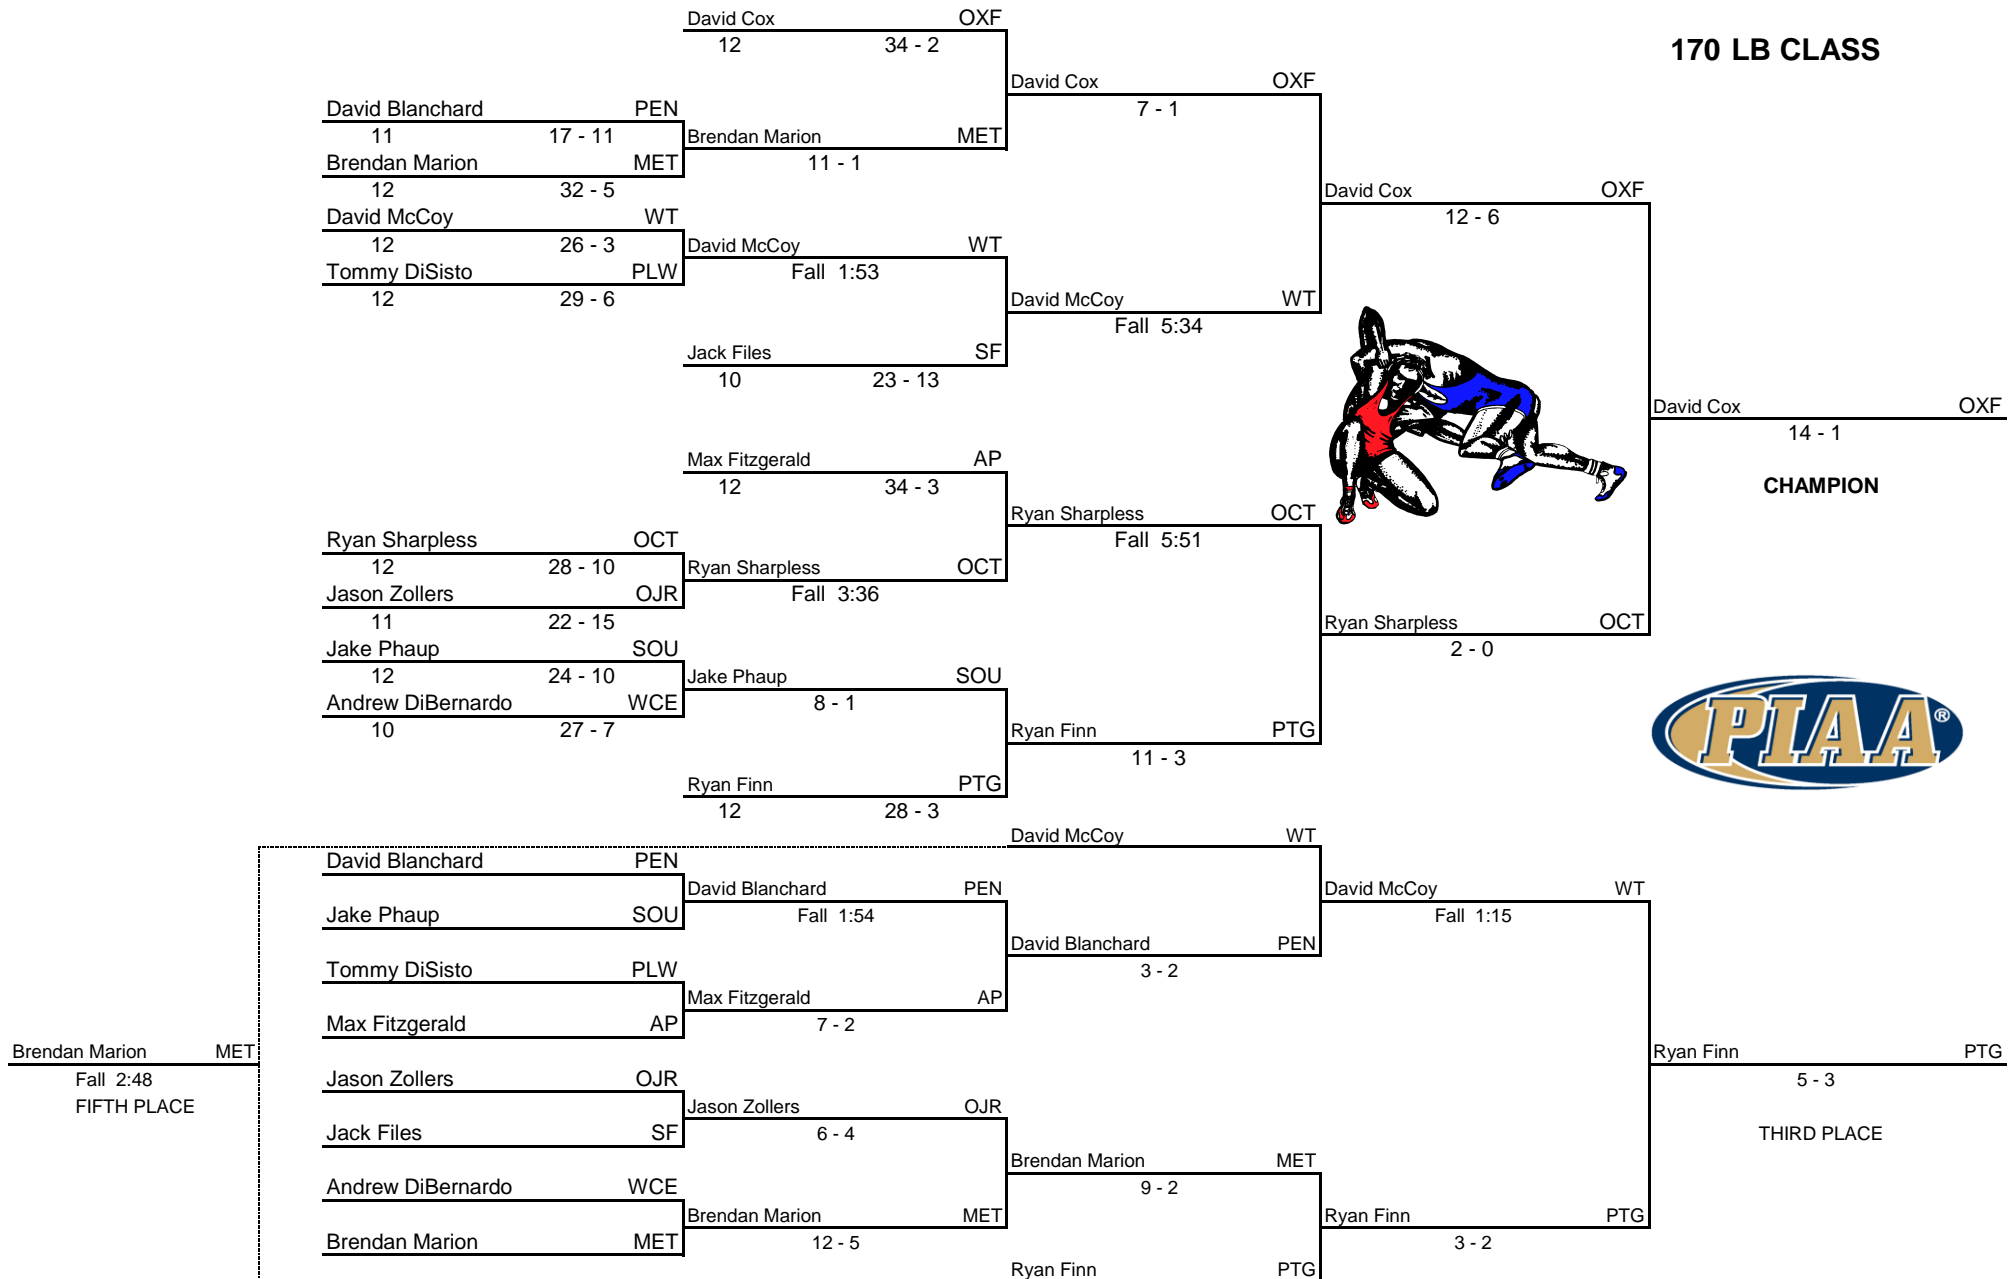 David Cox OXF
12 34 - 2
170 LB CLASS
David Cox OXF
7 - 1
David Blanchard PEN
11 17 - 11
Brendan Marion MET
11 - 1
Brendan Marion MET
12 32 - 5
David Cox OXF
12 - 6
David McCoy WT
12 26 - 3
David McCoy WT
Fall 1:53
Tommy DiSisto PLW
12 29 - 6
David McCoy WT
Fall 5:34
Jack Files SF
10 23 - 13
David Cox OXF
14 - 1
CHAMPION
Max Fitzgerald AP
12 34 - 3
Ryan Sharpless OCT
Fall 5:51
Ryan Sharpless OCT
12 28 - 10
Ryan Sharpless OCT
Fall 3:36
Jason Zollers OJR
11 22 - 15
Ryan Sharpless OCT
2 - 0
Jake Phaup SOU
12 24 - 10
Jake Phaup SOU
8 - 1
Andrew DiBernardo WCE
10 27 - 7
Ryan Finn PTG
11 - 3
PIAA®
Ryan Finn PTG
12 28 - 3
David McCoy WT
David Blanchard PEN
David Blanchard PEN
Fall 1:54
David McCoy WT
Fall 1:15
Jake Phaup SOU
David Blanchard PEN
3 - 2
Tommy DiSisto PLW
Max Fitzgerald AP
7 - 2
Max Fitzgerald AP
Brendan Marion MET
Fall 2:48
FIFTH PLACE
Ryan Finn PTG
5 - 3
THIRD PLACE
Jason Zollers OJR
Jason Zollers OJR
6 - 4
Jack Files SF
Brendan Marion MET
9 - 2
Andrew DiBernardo WCE
Brendan Marion MET
12 - 5
Ryan Finn PTG
3 - 2
Brendan Marion MET
Ryan Finn PTG